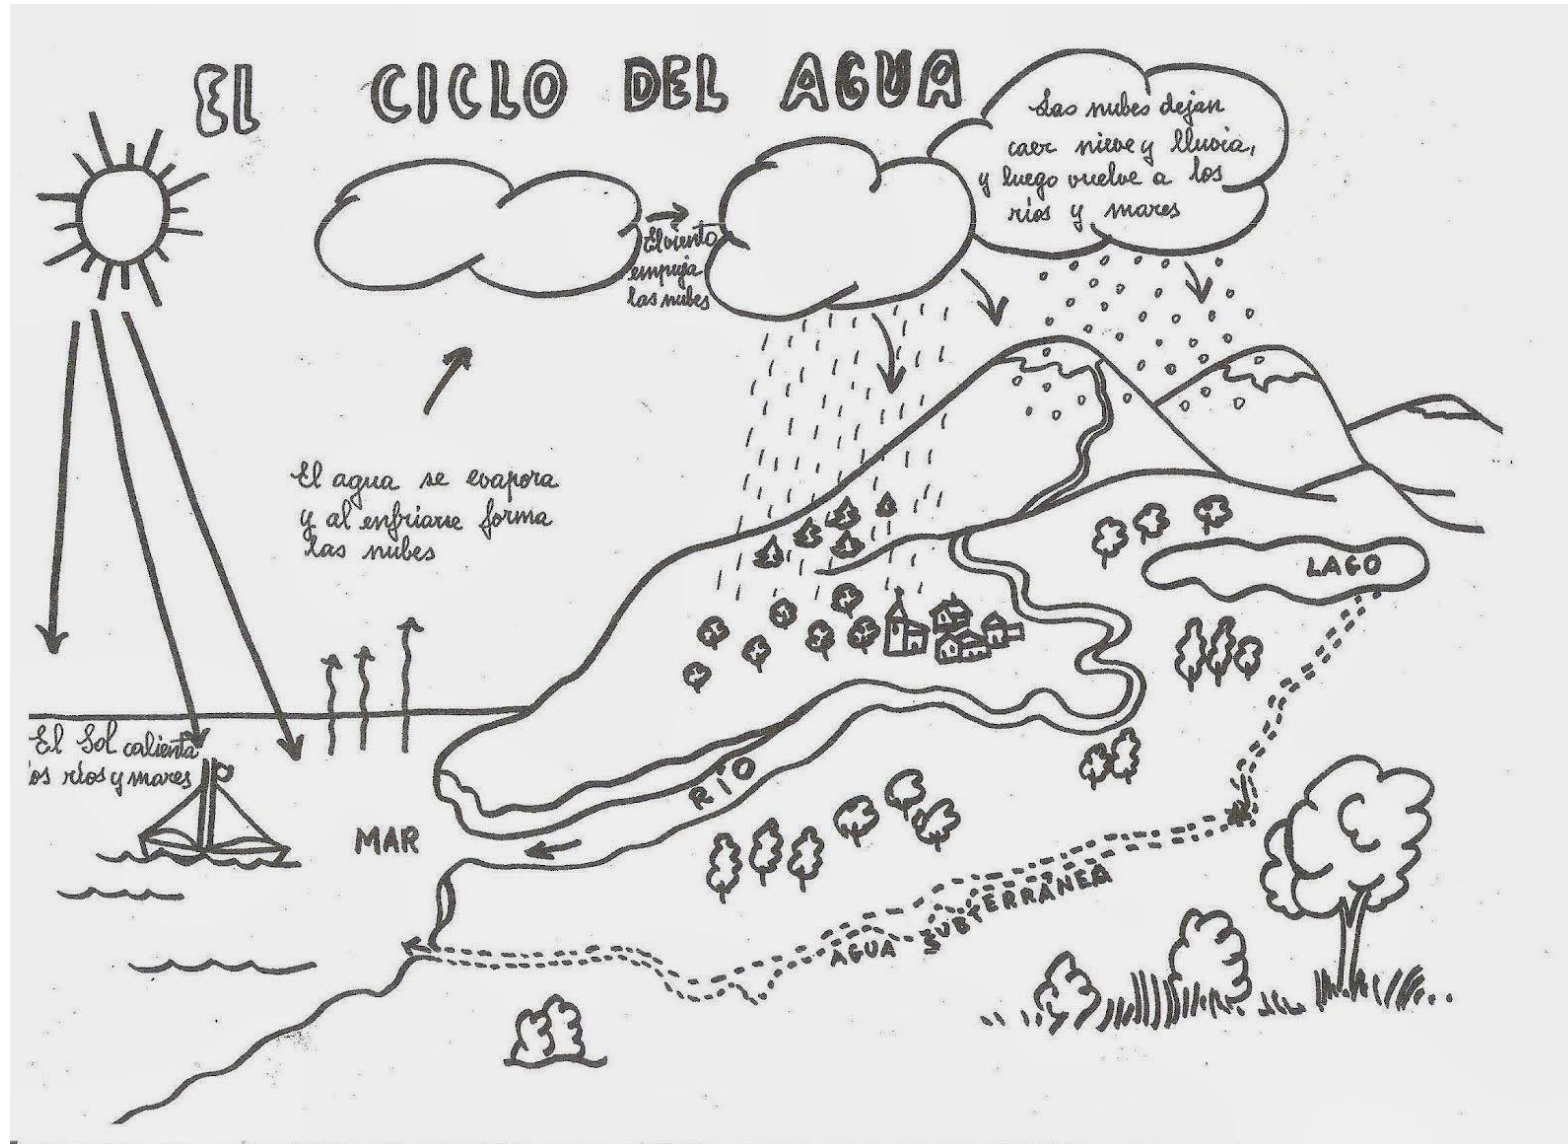 EL CICLO DEL AGUA
Las nubes dejan
caer nieve y lluvia,
y luego vuelve a los
ríos y mares
El viento
empuja
las nubes
El agua se evapora
y al enfriarse forma
las nubes
LAGO
El Sol calienta
os ríos y mares
RÍO
MAR
AGUA SUBTERRÁNEA